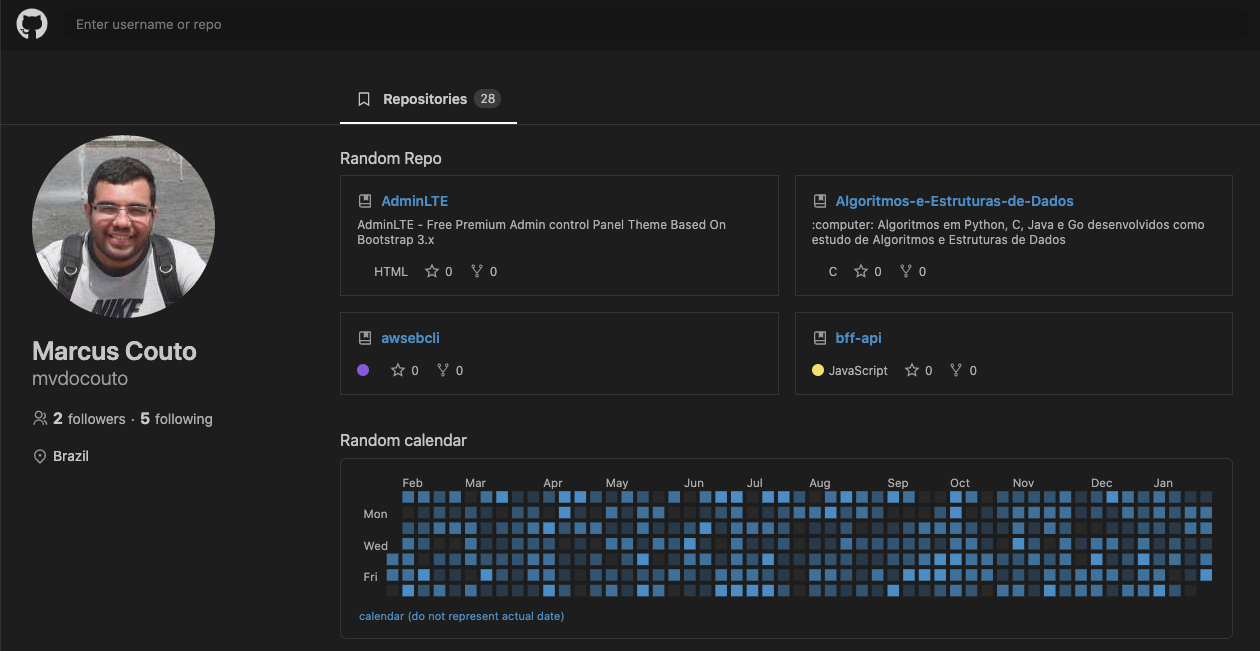 Enter username or repo
Repositories 28
Marcus Couto
mvdocouto
2 followers · 5 following
Brazil
Random Repo
AdminLTE
AdminLTE - Free Premium Admin control Panel Theme Based On
Bootstrap 3.x
HTML 0 0
Algoritmos-e-Estruturas-de-Dados
:computer: Algoritmos em Python, C, Java e Go desenvolvidos como
estudo de Algoritmos e Estruturas de Dados
C 0 0
awsebcli
0 0
bff-api
JavaScript 0 0
Random calendar
Feb Mar Apr May Jun Jul Aug Sep Oct Nov Dec Jan
Mon
Wed
Fri
calendar (do not represent actual date)
NIKE